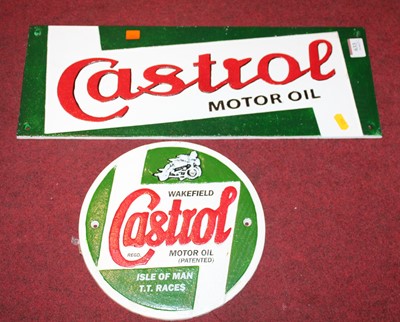 Castrol
MOTOR OIL
WAKEFIELD
Castrol
REGD.
MOTOR OIL
(PATENTED)
ISLE OF MAN
T.T. RACES